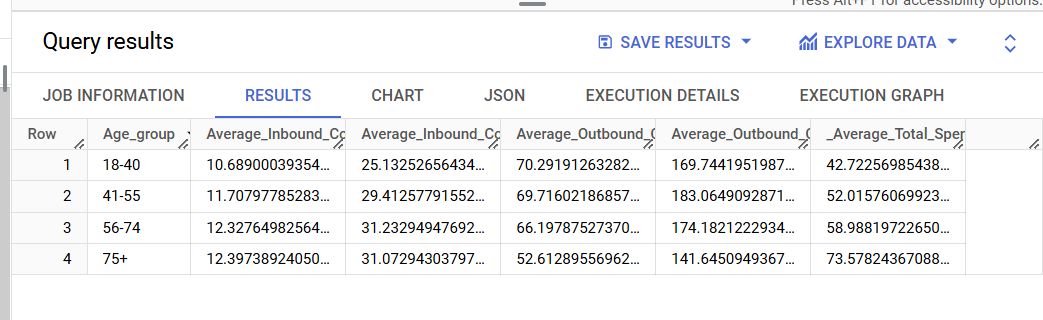 Press Alt+F1 for accessibility options.
Query results SAVE RESULTS EXPLORE DATA
JOB INFORMATION RESULTS CHART JSON EXECUTION DETAILS EXECUTION GRAPH
Row Age_group Average_Inbound_Co Average_Inbound_Co Average_Outbound_C Average_Outbound_C _Average_Total_Sper
1 18-40 10.68900039354... 25.13252656434... 70.29191263282... 169.7441951987... 42.72256985438...
2 41-55 11.70797785283... 29.41257791552... 69.71602186857... 183.0649092871... 52.01576069923...
3 56-74 12.32764982564... 31.23294947692... 66.19787527370... 174.1821222934... 58.98819722650...
4 75+ 12.39738924050... 31.07294303797... 52.61289556962... 141.6450949367... 73.57824367088...